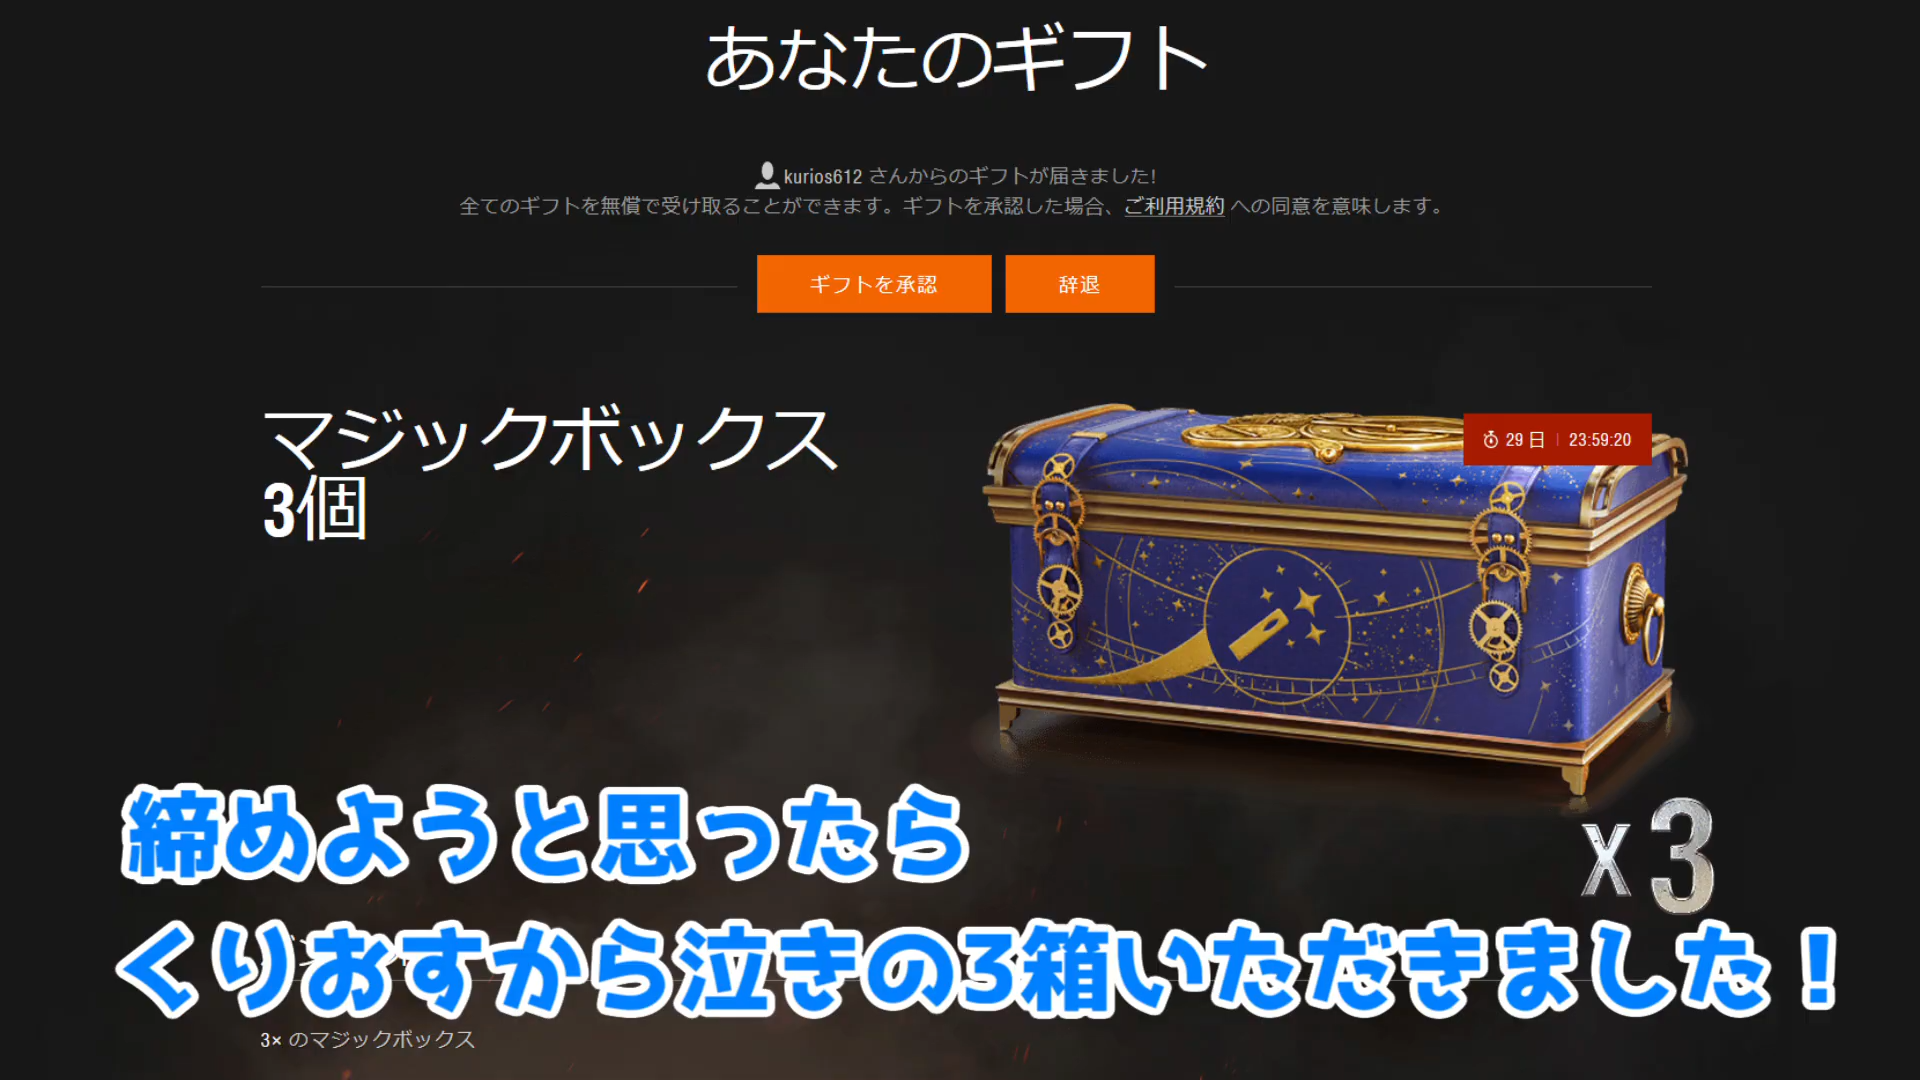 あなたのギフト
kurios612 さんからのギフトが届きました!
全てのギフトを無償で受け取ることができます。ギフトを承認した場合、ご利用規約 への同意を意味します。
ギフトを承認
辞退
マジックボックス
3個
29 日 | 23:59:20
X3
締めようと思ったら
くりおすから泣きの3箱いただきました！
3× のマジックボックス